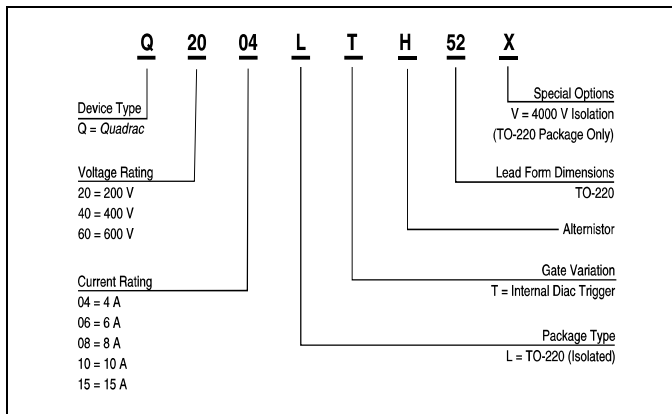 Q 20 04 L T H 52 X
Device Type
Q = Quadrac
Voltage Rating
20 = 200 V
40 = 400 V
60 = 600 V
Current Rating
04 = 4 A
06 = 6 A
08 = 8 A
10 = 10 A
15 = 15 A
Special Options
V = 4000 V Isolation
(TO-220 Package Only)
Lead Form Dimensions
TO-220
Alternistor
Gate Variation
T = Internal Diac Trigger
Package Type
L = TO-220 (Isolated)